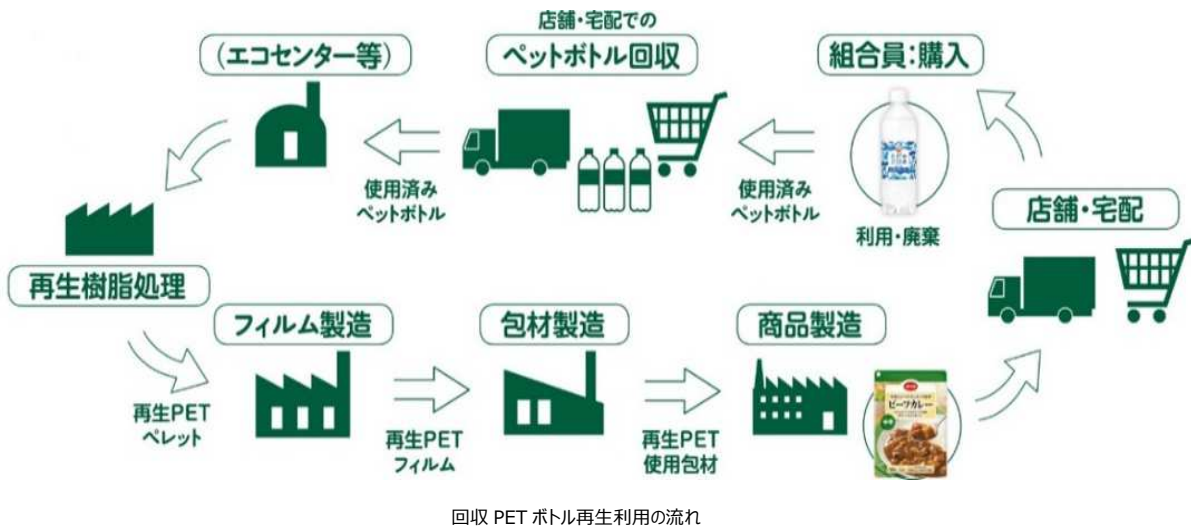 店舗・宅配での
ペットボトル回収
(エコセンター等)
組合員:購入
使用済み
ペットボトル
使用済み
ペットボトル
利用・廃棄
店舗・宅配
再生樹脂処理
フィルム製造
包材製造
商品製造
再生PET
ペレット
再生PET
フィルム
再生PET
使用包材
ビーフカレー
回収 PET ボトル再生利用の流れ